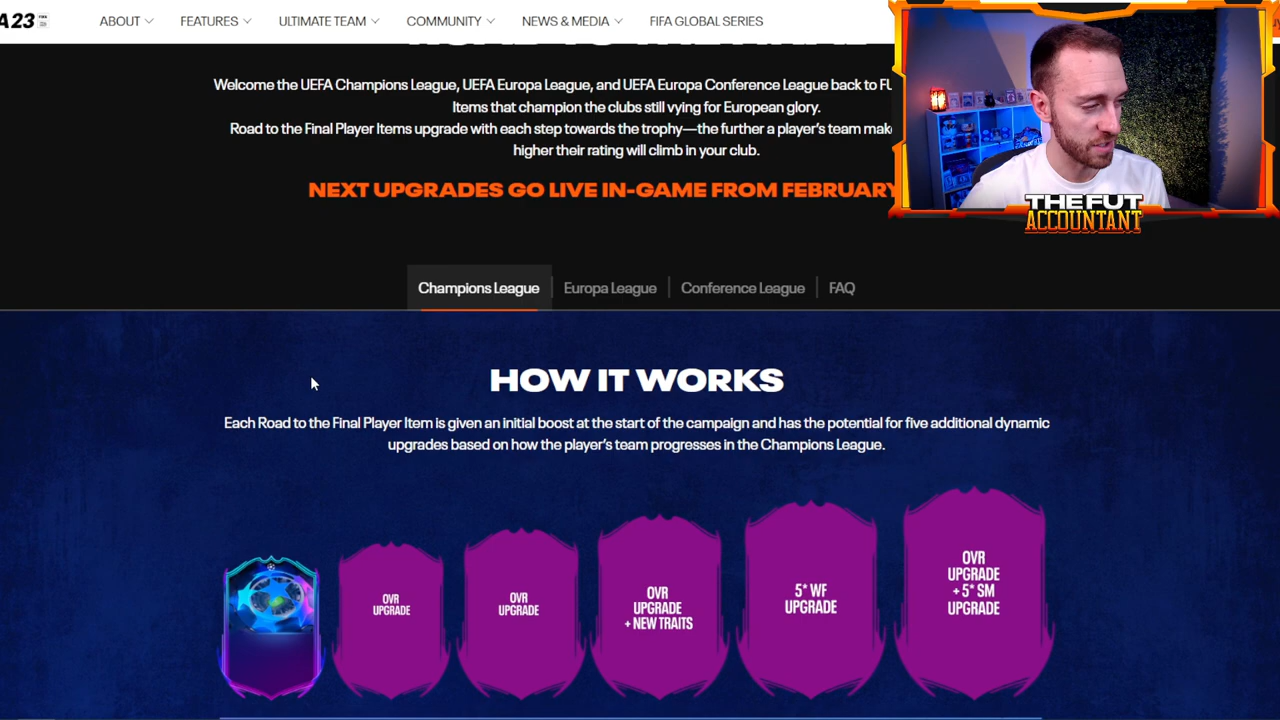 A 23
ABOUT
FEATURES
ULTIMATE TEAM
COMMUNITY
NEWS & MEDIA
FIFA GLOBAL SERIES
Welcome the UEFA Champions League, UEFA Europa League, and UEFA Europa Conference League back to
Items that champion the clubs still vying for European glory.
Road to the Final Player Items upgrade with each step towards the trophy—the further a player's team
higher their rating will climb in your club.
NEXT UPGRADES GO LIVE IN-GAME FROM FEBRUARY
THE FUT
ACCOUNTANT
Champions League
Europa League
Conference League
FAQ
HOW IT WORKS
Each Road to the Final Player Item is given an initial boost at the start of the campaign and has the potential for five additional dynamic
upgrades based on how the player's team progresses in the Champions League.
OVR
UPGRADE
OVR
UPGRADE
OVR
UPGRADE
+ NEW TRAITS
5* WF
UPGRADE
OVR
UPGRADE
+ 5* SM
UPGRADE